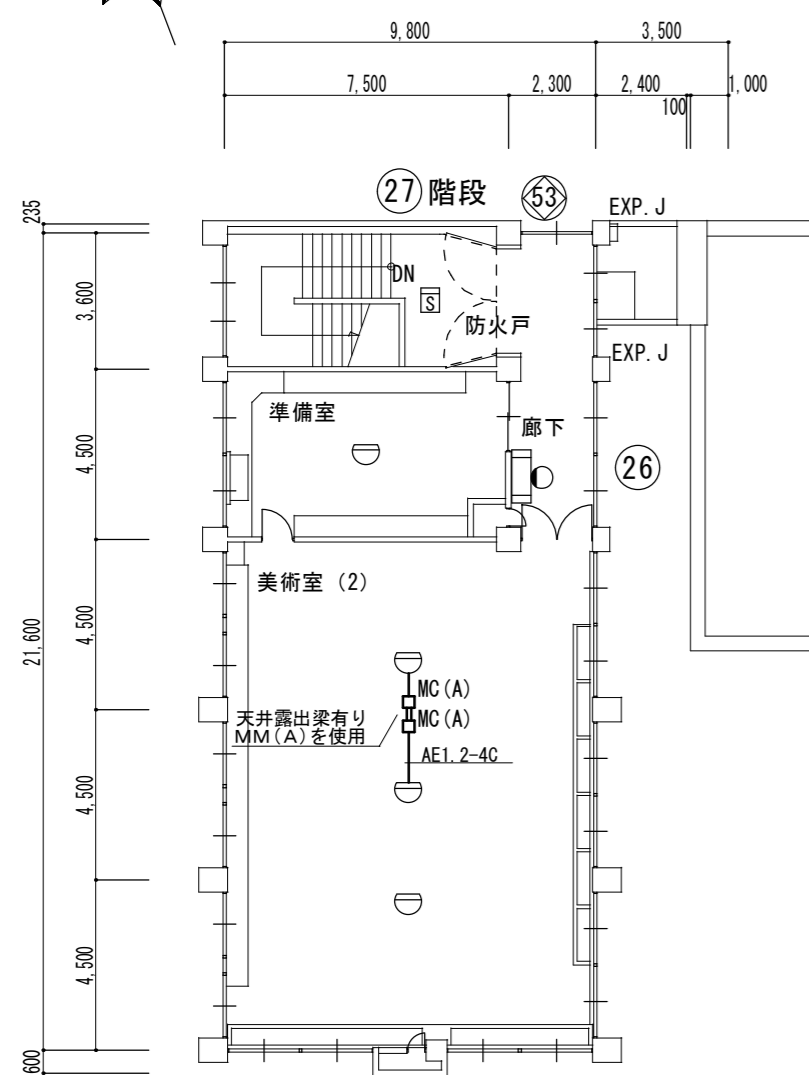 9,800
3,500
7,500
2,300
2,400
1,000
100
27 階段
53
EXP. J
235
DN
S
3,600
防火戸
EXP. J
準備室
廊下
4,500
26
美術室 (2)
4,500
21,600
MC(A)
天井露出梁有り
MC(A)
MM(A)を使用
AE1.2-4C
4,500
4,500
600